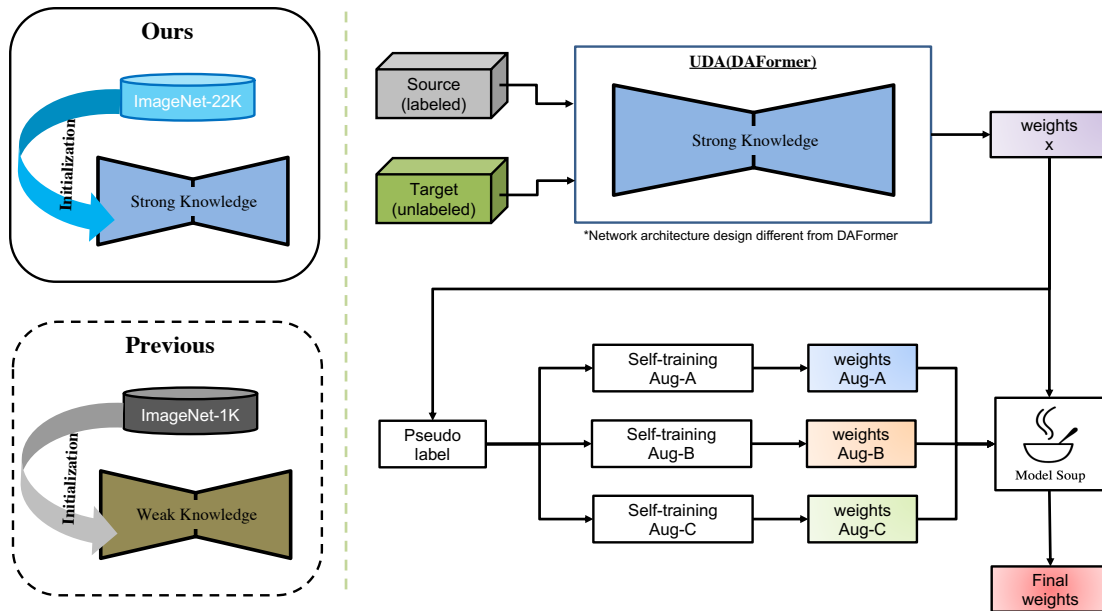 Ours
ImageNet-22K
Initialization
Strong Knowledge
Previous
ImageNet-1K
Initialization
Weak Knowledge
Source
(labeled)
Target
(unlabeled)
UDA(DAFormer)
Strong Knowledge
*Network architecture design different from DAFormer
weights
x
Pseudo
label
Self-training
Aug-A
weights
Aug-A
Self-training
Aug-B
weights
Aug-B
Self-training
Aug-C
weights
Aug-C
Model Soup
Final
weights